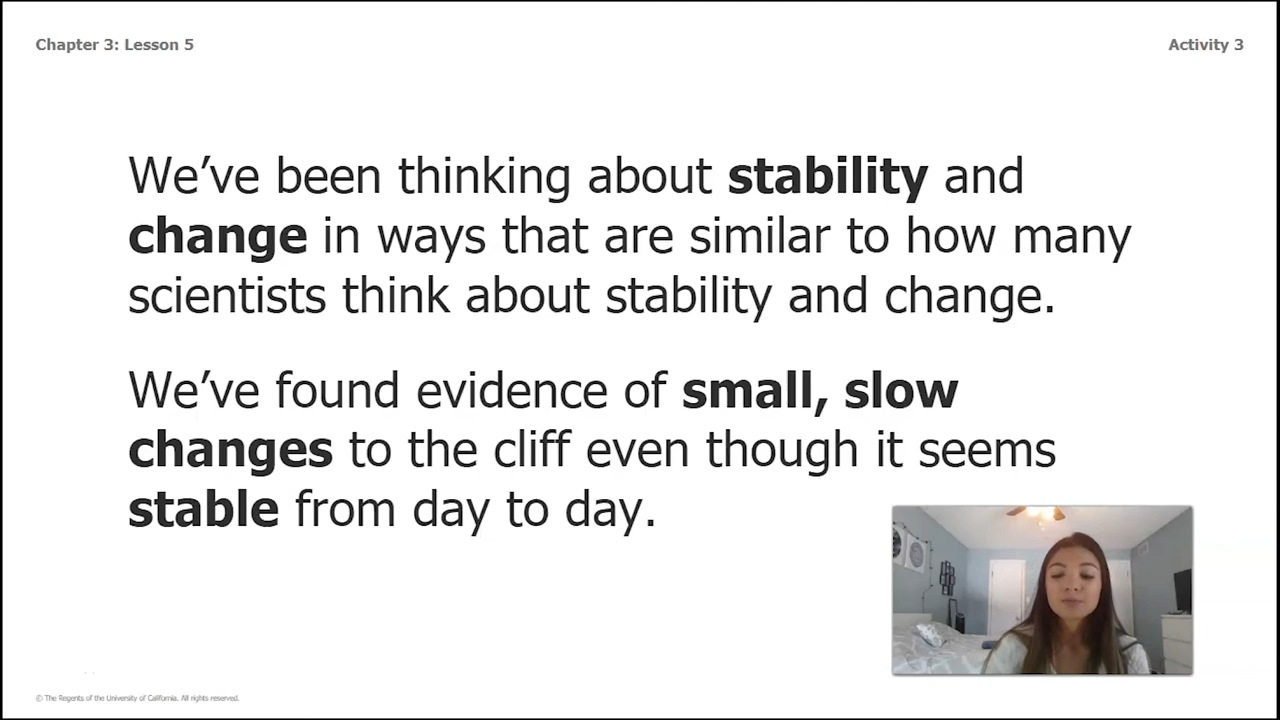 Chapter 3: Lesson 5
Activity 3
We’ve been thinking about stability and
change in ways that are similar to how many
scientists think about stability and change.
We’ve found evidence of small, slow
changes to the cliff even though it seems
stable from day to day.
© The Regents of the University of California. All rights reserved.